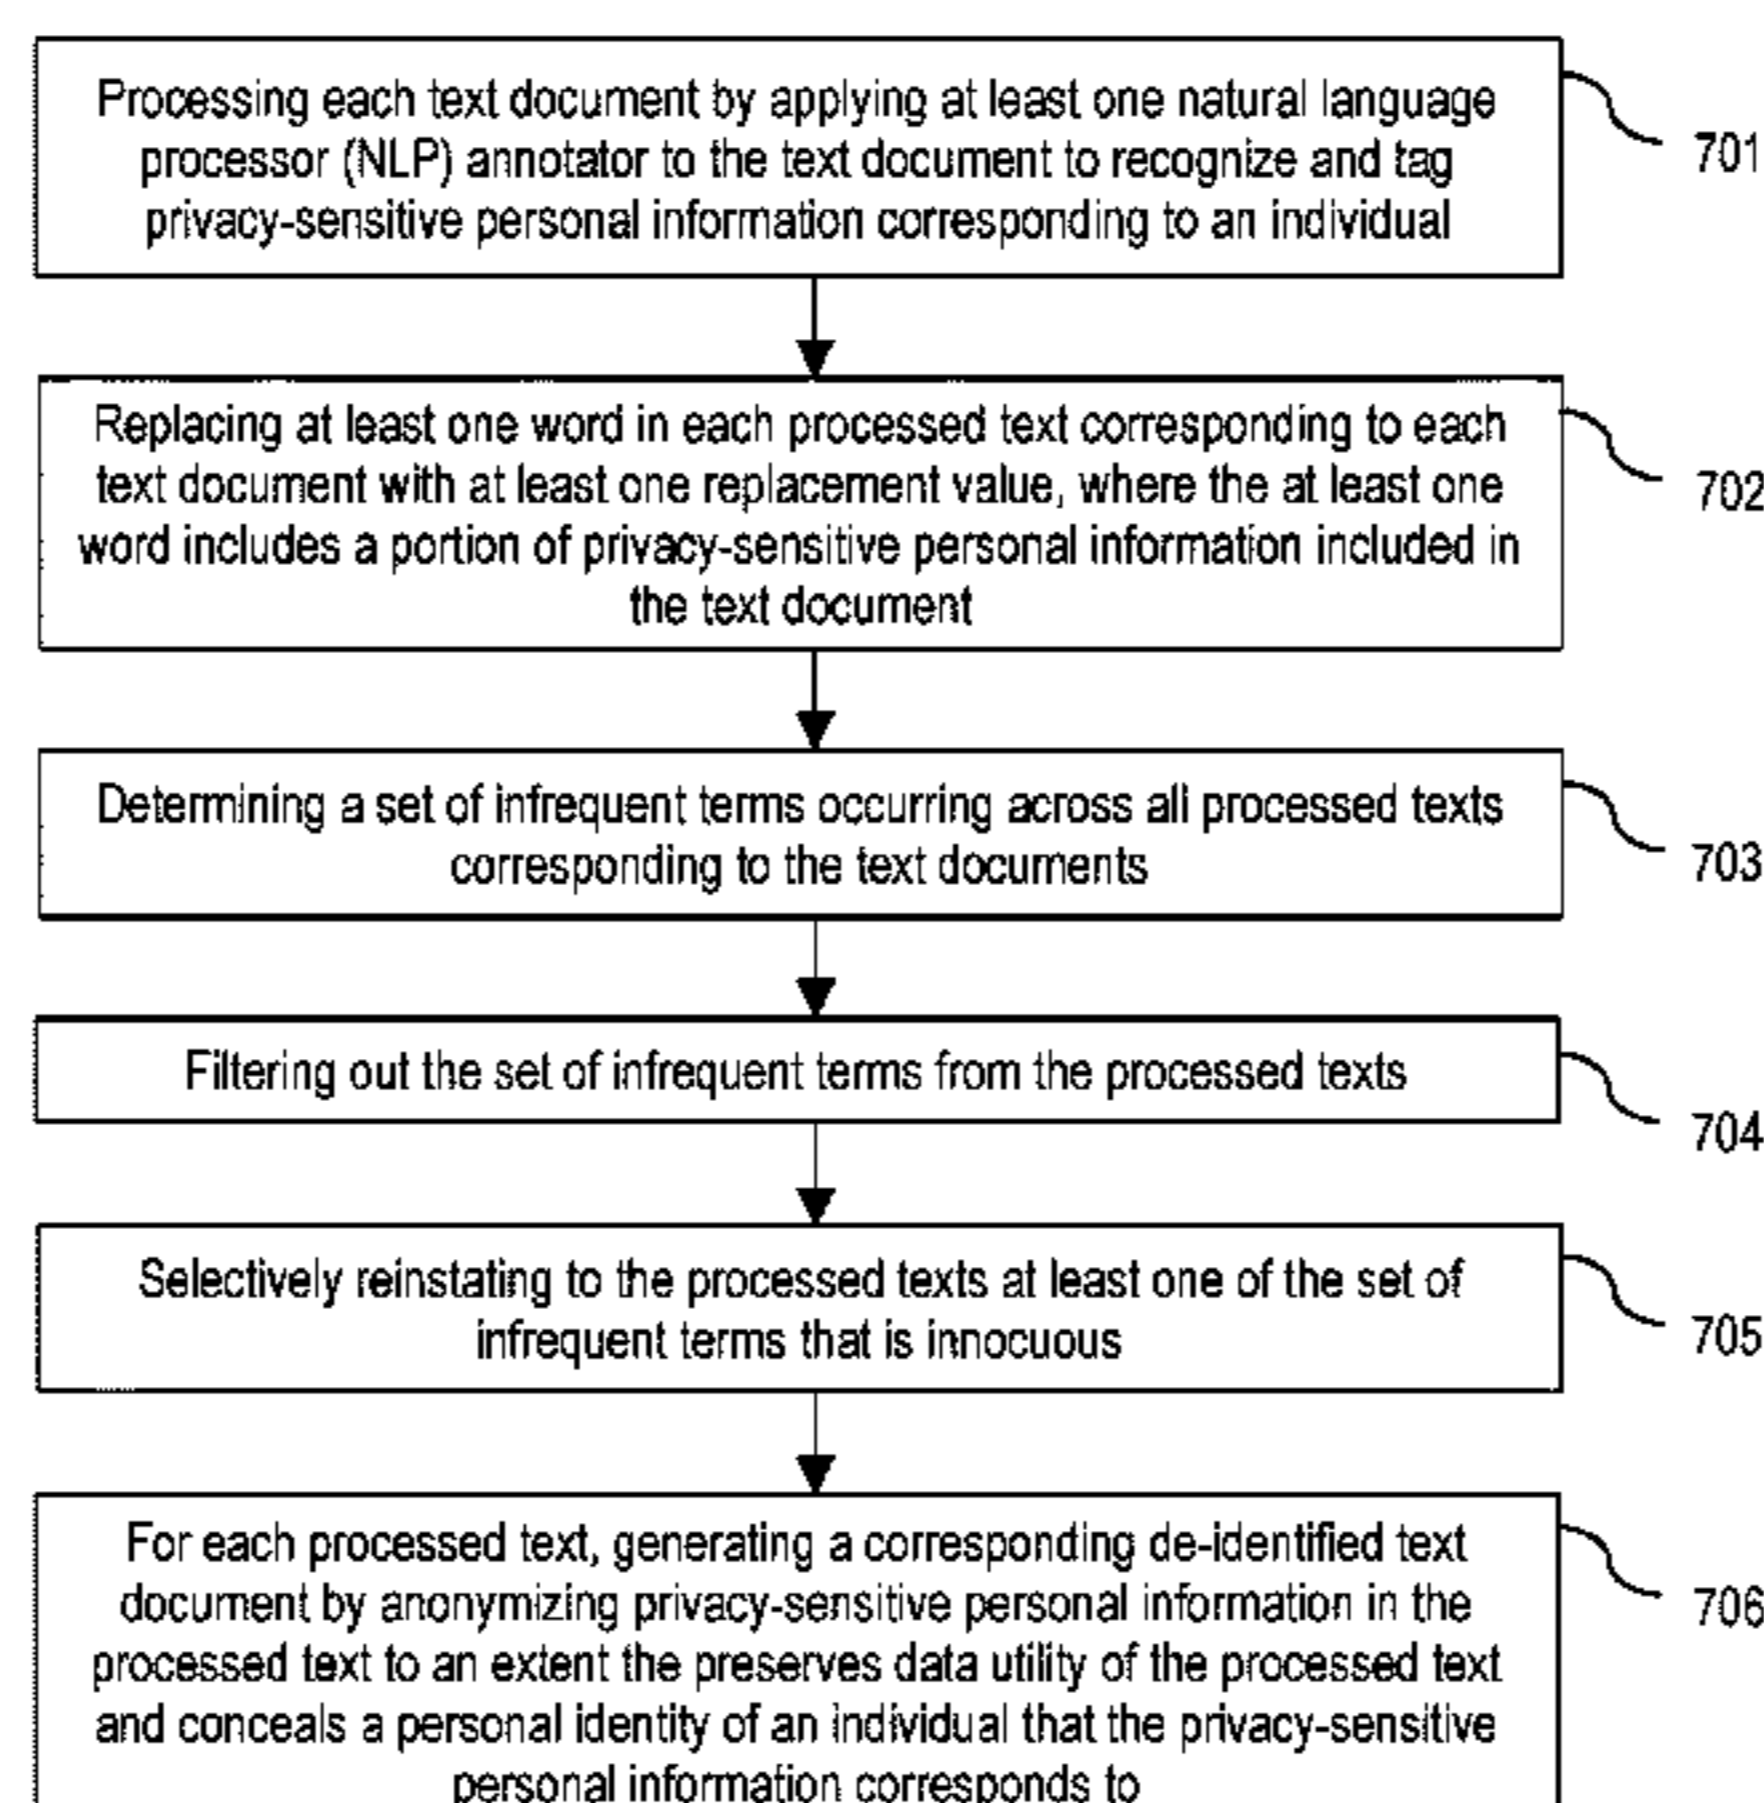 Processing each text document by applying at least one natural language
processor (NLP) annotator to the text document to recognize and tag
privacy-sensitive personal information corresponding to an individual
701
Replacing at least one word in each processed text corresponding to each
text document with at least one replacement value, where the at least one
word includes a portion of privacy-sensitive personal information included in
the text document
702
Determining a set of infrequent terms occurring across all processed texts
corresponding to the text documents
703
Filtering out the set of infrequent terms from the processed texts
704
Selectively reinstating to the processed texts at least one of the set of
infrequent terms that is innocuous
705
For each processed text, generating a corresponding de-identified text
document by anonymizing privacy-sensitive personal information in the
processed text to an extent the preserves data utility of the processed text
and conceals a personal identity of an individual that the privacy-sensitive
personal information corresponds to
706